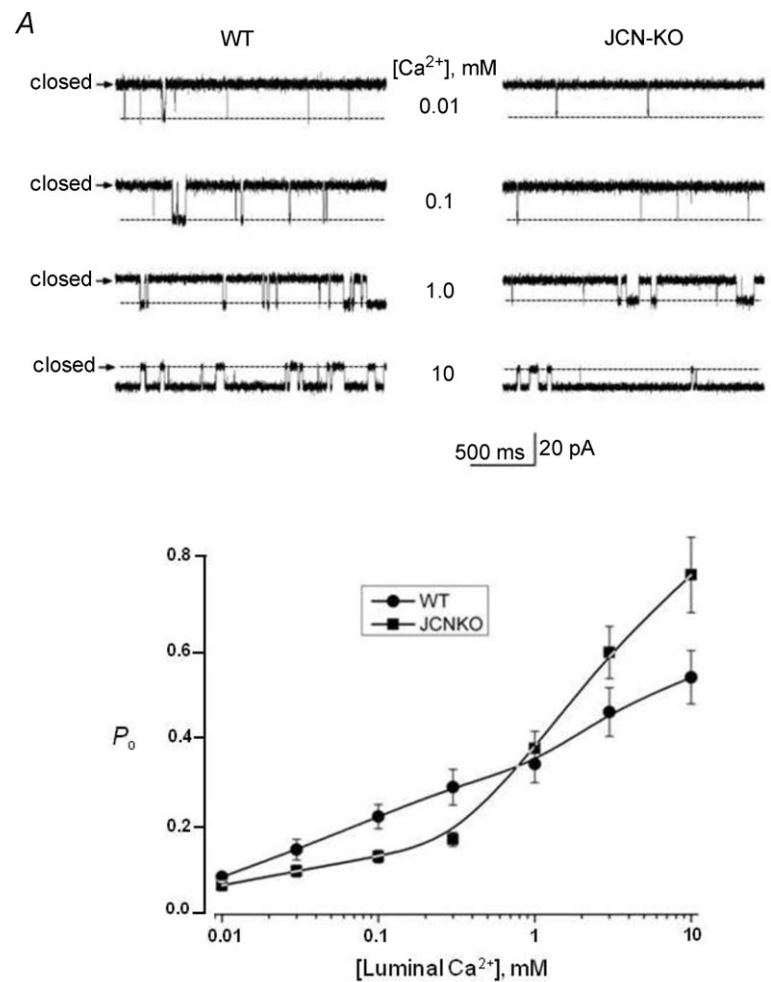 A
WT
JCN-KO
[Ca²⁺], mM
closed
0.01
closed
0.1
closed
1.0
closed
10
500 ms
20 pA
0.8
WT
JCNKO
0.6
Pₒ
0.4
0.2
0.0
0.01
0.1
1
10
[Luminal Ca²⁺], mM